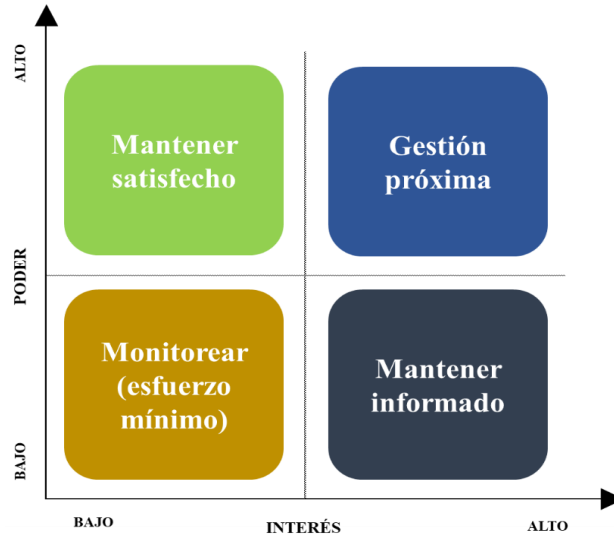 ALTO
Mantener
satisfecho
Gestión
próxima
PODER
Monitorear
(esfuerzo
mínimo)
Mantener
informado
BAJO
BAJO
INTERÉS
ALTO